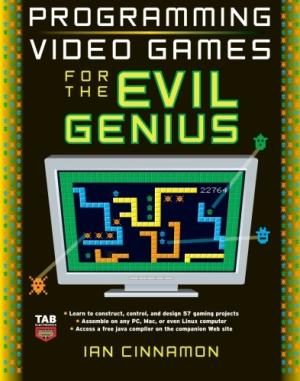 PROGRAMMING
VIDEO GAMES
FOR
THE
EVIL
GENIUS
22764
• Learn to construct, control, and design 57 gaming projects
• Assemble on any PC, Mac, or even Linux computer
• Access a free Java compiler on the companion Web site
TAB
IAN CINNAMON